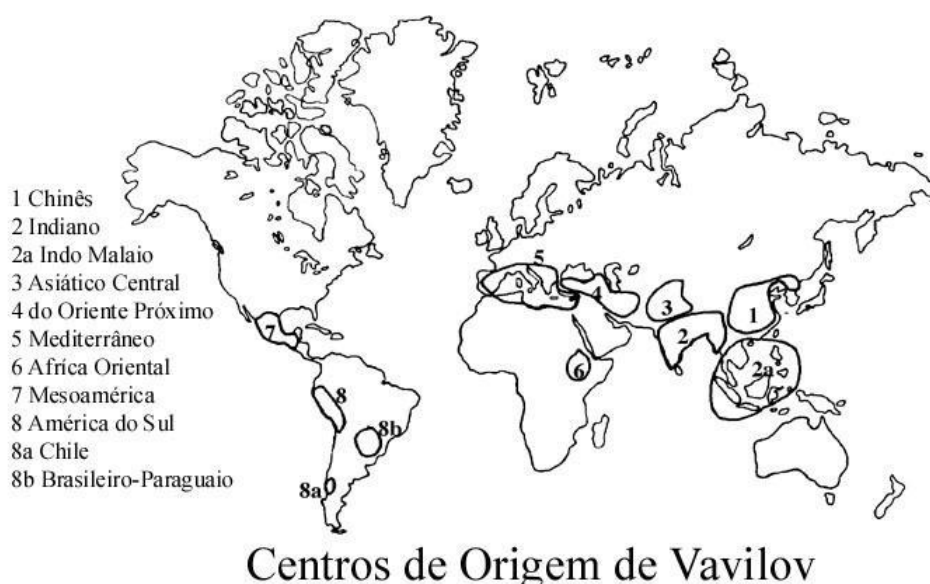 1 Chinês
2 Indiano
2a Indo Malaio
3 Asiático Central
4 do Oriente Próximo
5 Mediterrâneo
6 Africa Oriental
7 Mesoamérica
8 América do Sul
8a Chile
8b Brasileiro-Paraguaio
5
4
3
1
2
7
6
2a
8
8b
8a
Centros de Origem de Vavilov